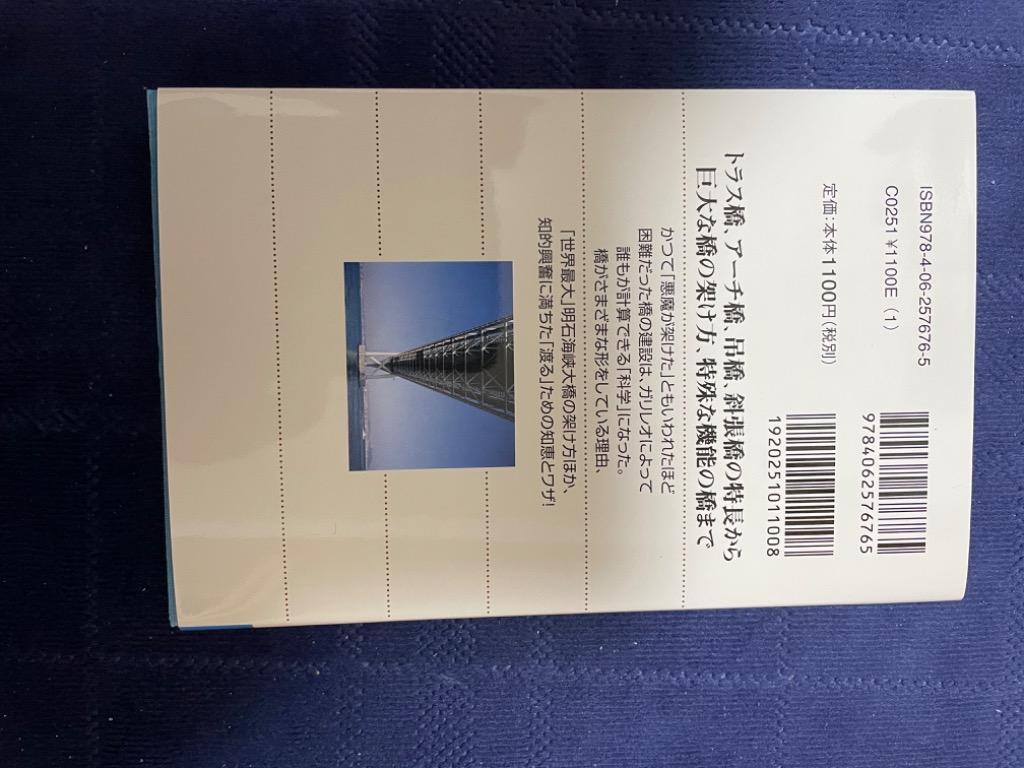 ISBN978-4-06-257676-5
C0251 ¥1100E (1)
定価：本体1100円(税別)
9784062576765
1920251011008
トラス橋、アーチ橋、吊橋、斜張橋の特長から
巨大な橋の架け方、特殊な機能の橋まで
かつて「悪魔が架けた」ともいわれたほど
困難だった橋の建設は、ガリレオによって
誰もが計算できる「科学」になった。
橋がさまざまな形をしている理由、
「世界最大」明石海峡大橋の架け方ほか、
知的興奮に満ちた「渡る」ための知恵とワザ!